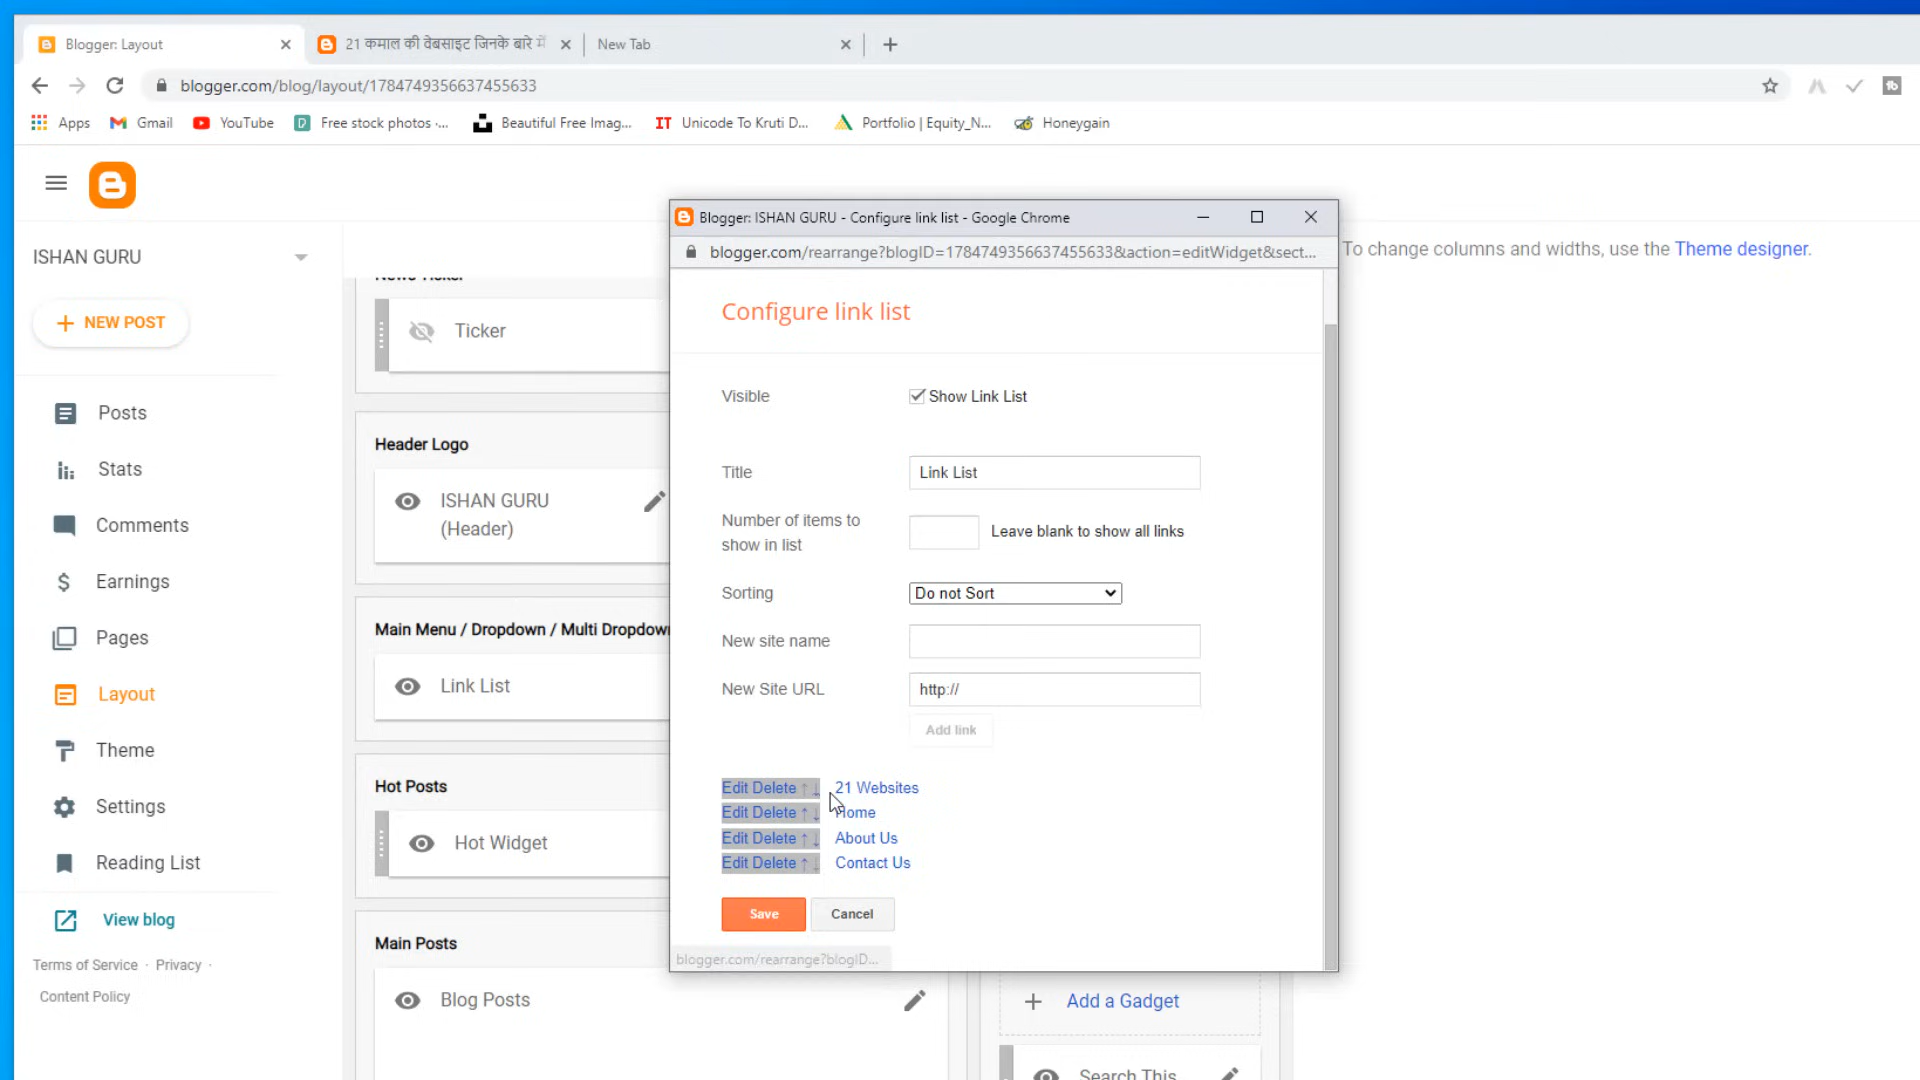 Blogger: Layout
21 कमाल की वेबसाइट जिनके बारे में
New Tab
blogger.com/blog/layout/1784749356637455633
Apps
Gmail
YouTube
Free stock photos ·...
Beautiful Free Imag...
IT Unicode To Kruti D...
Portfolio | Equity_N...
Honeygain
ISHAN GURU
NEW POST
Posts
Stats
Comments
Earnings
Pages
Layout
Theme
Settings
Reading List
View blog
Terms of Service · Privacy ·
Content Policy
To change columns and widths, use the Theme designer.
Ticker
Ticker
Header Logo
ISHAN GURU
(Header)
Main Menu / Dropdown / Multi Dropdown
Link List
Hot Posts
Hot Widget
Main Posts
Blog Posts
Add a Gadget
Search This
Blogger: ISHAN GURU - Configure link list - Google Chrome
blogger.com/rearrange?blogID=1784749356637455633&action=editWidget&sect...
Configure link list
Visible
Show Link List
Title
Link List
Number of items to
show in list
Leave blank to show all links
Sorting
Do not Sort
New site name
New Site URL
http://
Add link
Edit Delete ↑ ↓ 21 Websites
Edit Delete ↑ ↓ Home
Edit Delete ↑ ↓ About Us
Edit Delete ↑ ↓ Contact Us
Save
Cancel
blogger.com/rearrange?blogID...